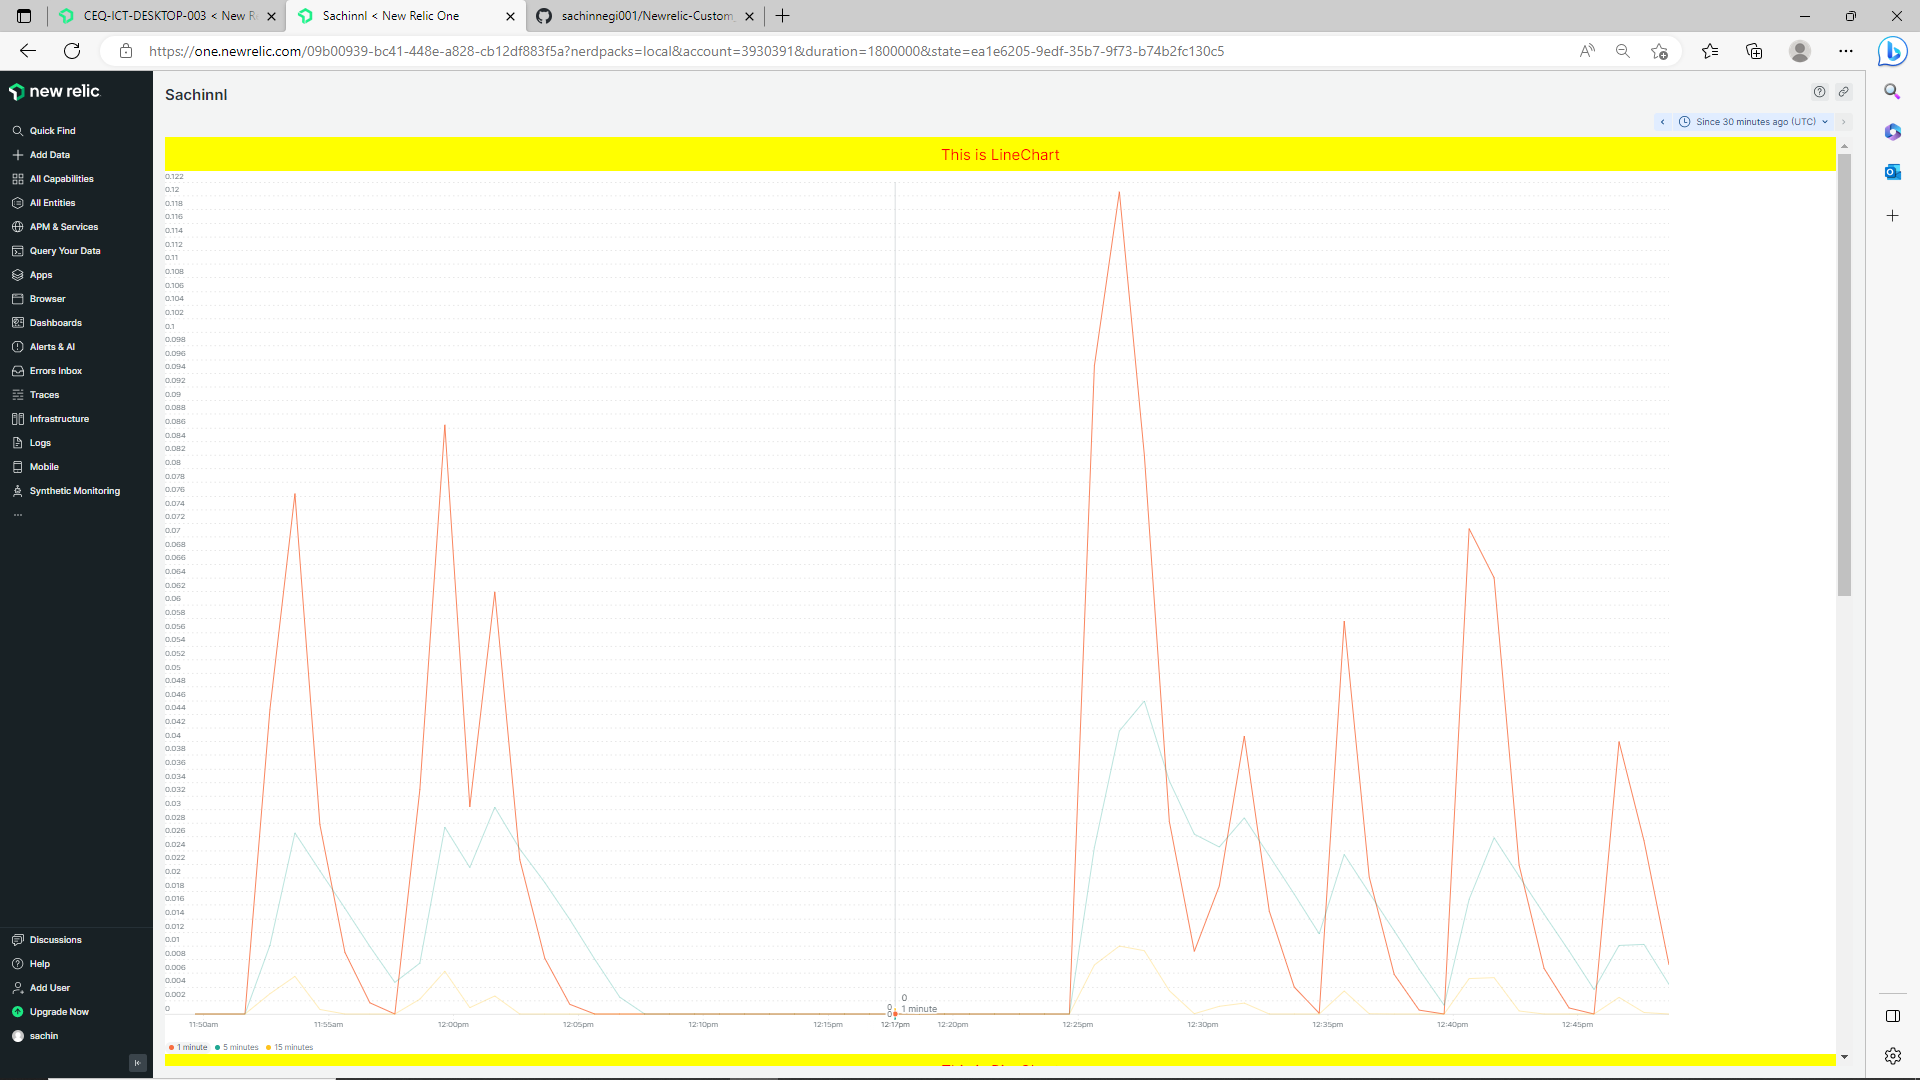 CEQ-ICT-DESKTOP-003 < New R
Sachinnl < New Relic One
sachinnegi001/Newrelic-Custom
https://one.newrelic.com/09b00939-bc41-448e-a828-cb12df883f5a?nerdpacks=local&account=3930391&duration=1800000&state=ea1e6205-9edf-35b7-9f73-b74b2fc130c5
new relic
Quick Find
Add Data
All Capabilities
All Entities
APM & Services
Query Your Data
Apps
Browser
Dashboards
Alerts & AI
Errors Inbox
Traces
Infrastructure
Logs
Mobile
Synthetic Monitoring
...
Discussions
Help
Add User
Upgrade Now
sachin
Sachinnl
Since 30 minutes ago (UTC)
This is LineChart
0.122
0.12
0.118
0.116
0.114
0.112
0.11
0.108
0.106
0.104
0.102
0.1
0.098
0.096
0.094
0.092
0.09
0.088
0.086
0.084
0.082
0.08
0.078
0.076
0.074
0.072
0.07
0.068
0.066
0.064
0.062
0.06
0.058
0.056
0.054
0.052
0.05
0.048
0.046
0.044
0.042
0.04
0.038
0.036
0.034
0.032
0.03
0.028
0.026
0.024
0.022
0.02
0.018
0.016
0.014
0.012
0.01
0.008
0.006
0.004
0.002
0
0
0
0
1 minute
11:50am 11:55am 12:00pm 12:05pm 12:10pm 12:15pm 12:17pm 12:20pm 12:25pm 12:30pm 12:35pm 12:40pm 12:45pm
1 minute 5 minutes 15 minutes